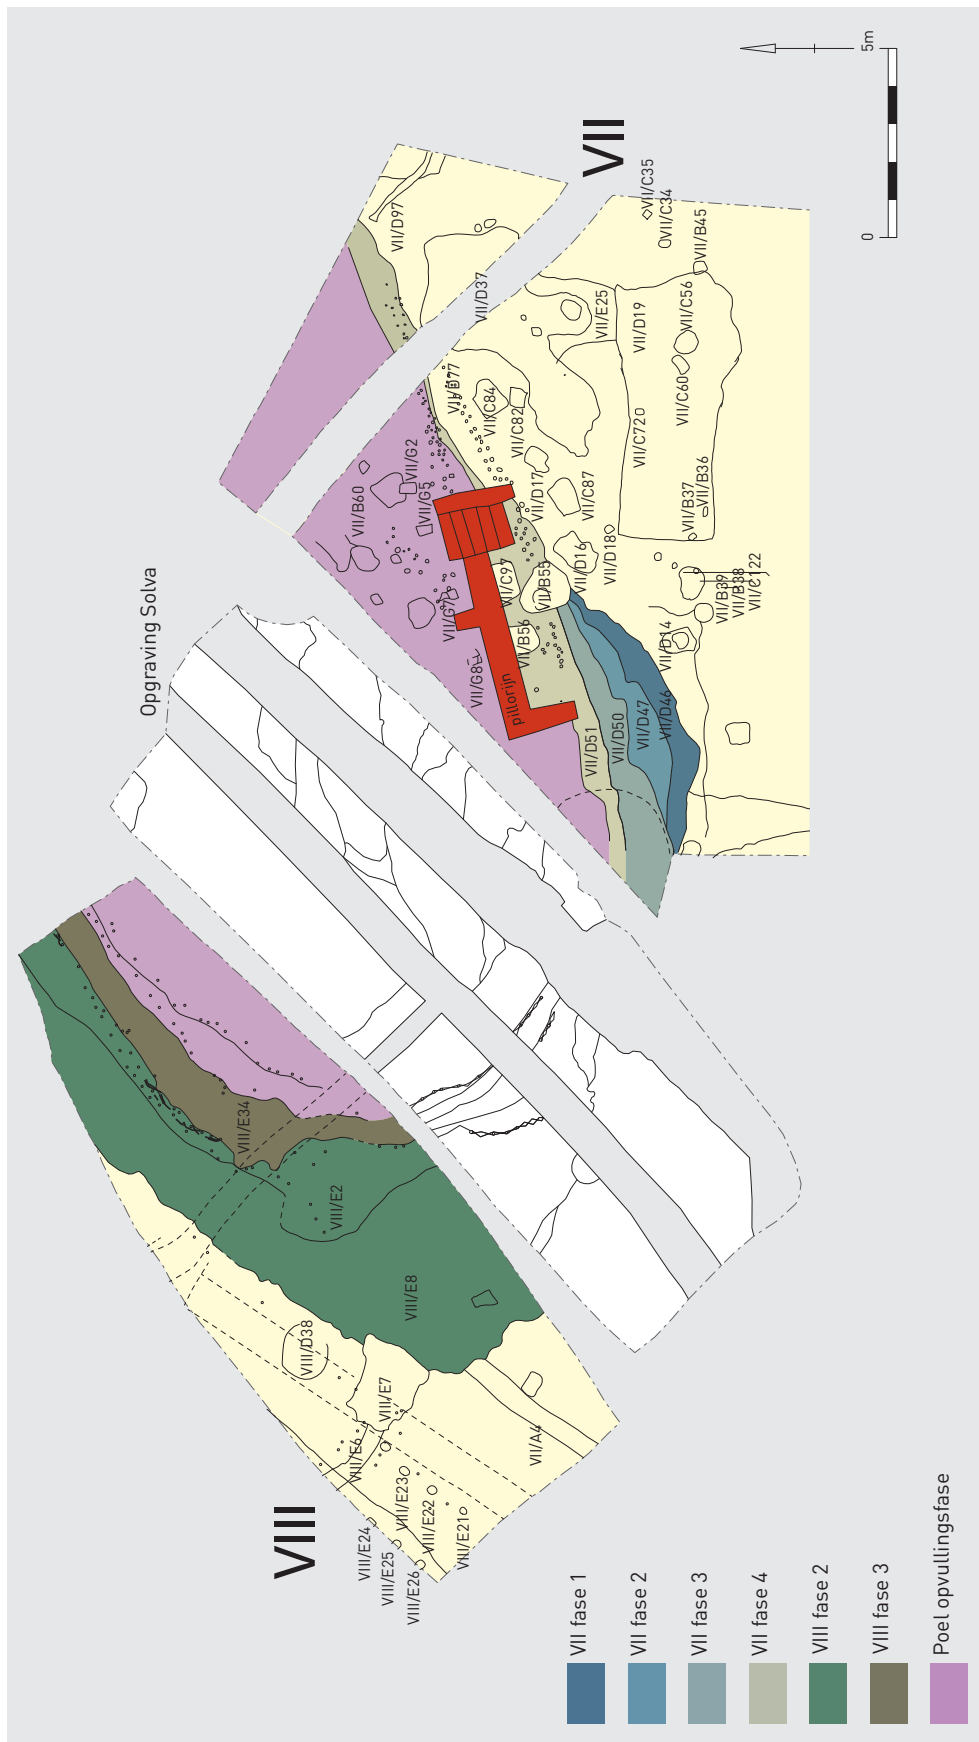 Opgraving Solva
VII
VIII
0
5m
VII/D97
VII/D37
VII/C35
VII/C34
VII/B45
VII/E25
VII/D19
VII/C56
VII/C60
VII/C720
VII/B36
VII/B37
VII/D77
VII/C84
VII/C82
VII/G2
VII/G5
VII/B60
VII/D17
VII/C87
VII/D16
VII/D18
VII/C97
VII/B55
VII/B56
VII/G7
VII/G8
pillorijn
VII/B39
VII/B38
VII/C122
VII/D14
VII/D46
VII/D47
VII/D50
VII/D51
VIII/E34
VIII/E2
VIII/E8
VIII/D38
VIII/E7
VIII/E6
VIII/E23
VIII/E22
VIII/E21
VIII/E24
VIII/E25
VIII/E26
VII/A4
VII fase 1
VII fase 2
VII fase 3
VII fase 4
VIII fase 2
VIII fase 3
Poel opvullingsfase